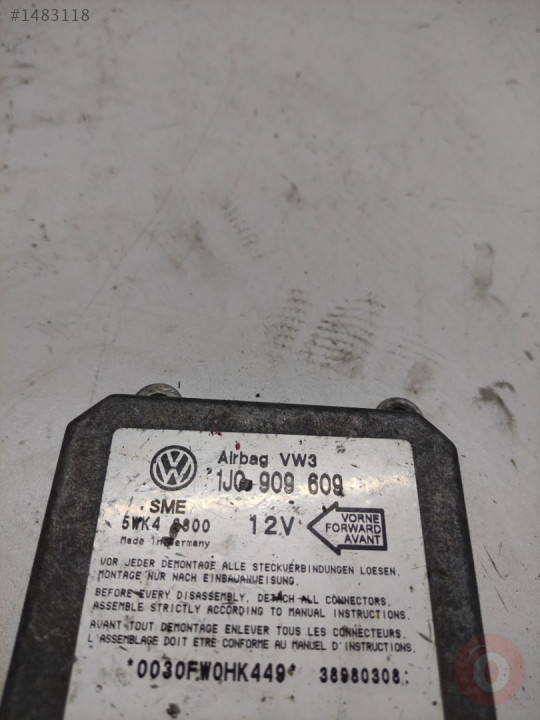 #1483118
Airbag VW3
1J0 909 609
SME
5WK4 2800 12V
VORNE
FORWARD
AVANT
Made in Germany
VOR JEDER DEMONTAGE ALLE STECKVERBINDUNGEN LOESEN.
MONTAGE NUR NACH EINBAUANWEISUNG.
BEFORE EVERY DISASSEMBLY, DETACH ALL CONNECTORS.
ASSEMBLE STRICTLY ACCORDING TO MANUAL INSTRUCTIONS.
AVANT TOUT DEMONTAGE ENLEVER TOUS LES CONNECTEURS.
L'ASSEMBLAGE DOIT ETRE CONFORME AU MANUEL D'INSTRUCTIONS.
*0030FWOHK449* 38980308: